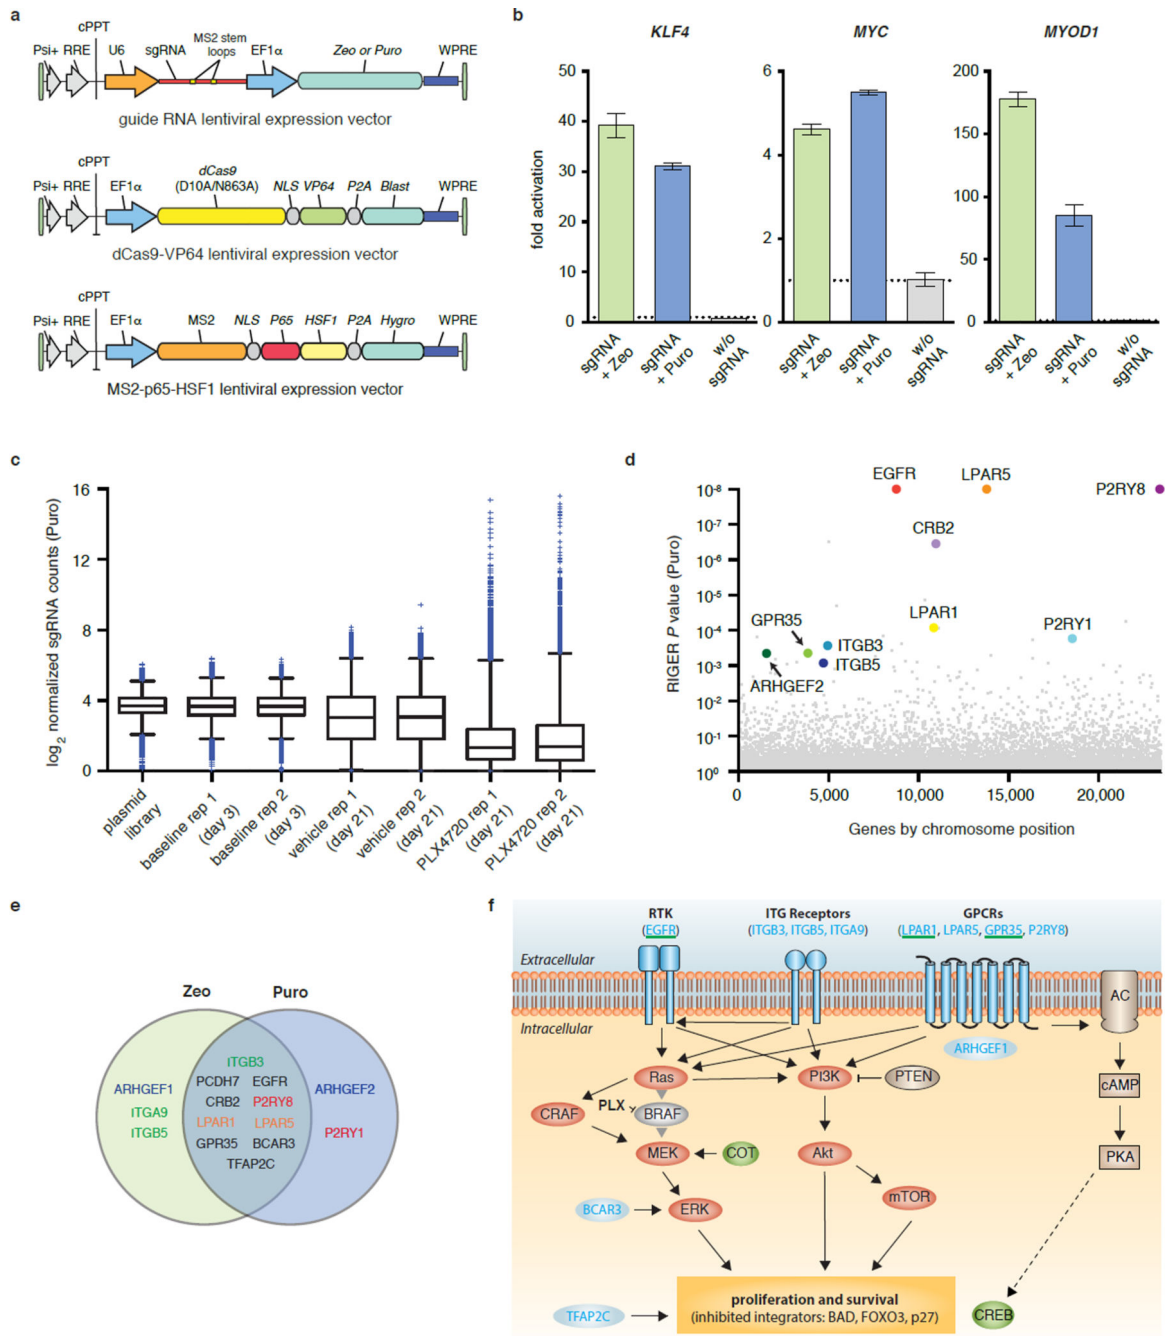 a
cPPT
Psi+ RRE U6 sgRNA MS2 stem loops EF1α Zeo or Puro WPRE
guide RNA lentiviral expression vector
cPPT
dCas9
Psi+ RRE EF1α (D10A/N863A) NLS VP64 P2A Blast WPRE
dCas9-VP64 lentiviral expression vector
cPPT
Psi+ RRE EF1α MS2 NLS P65 HSF1 P2A Hygro WPRE
MS2-p65-HSF1 lentiviral expression vector
b
KLF4
MYC
MYOD1
fold activation
50
40
30
20
10
0
sgRNA + Zeo
sgRNA + Puro
w/o sgRNA
6
4
2
0
sgRNA + Zeo
sgRNA + Puro
w/o sgRNA
200
150
100
50
0
sgRNA + Zeo
sgRNA + Puro
w/o sgRNA
c
log2 normalized sgRNA counts (Puro)
16
12
8
4
0
plasmid library
baseline rep 1 (day 3)
baseline rep 2 (day 3)
vehicle rep 1 (day 21)
vehicle rep 2 (day 21)
PLX4720 rep 1 (day 21)
PLX4720 rep 2 (day 21)
d
RIGER P value (Puro)
10-8
10-7
10-6
10-5
10-4
10-3
10-2
10-1
100
EGFR
LPAR5
P2RY8
CRB2
LPAR1
GPR35
P2RY1
ITGB3
ITGB5
ARHGEF2
0 5,000 10,000 15,000 20,000
Genes by chromosome position
e
Zeo Puro
ITGB3
ARHGEF1 PCDH7 EGFR ARHGEF2
ITGA9 CRB2 P2RY8
ITGB5 LPAR1 LPAR5 P2RY1
GPR35 BCAR3
TFAP2C
f
RTK
(EGFR)
ITG Receptors
(ITGB3, ITGB5, ITGA9)
GPCRs
(LPAR1, LPAR5, GPR35, P2RY8)
Extracellular
Intracellular
AC
ARHGEF1
Ras
PI3K
PTEN
cAMP
CRAF
PLX
BRAF
MEK
COT
Akt
PKA
mTOR
BCAR3
ERK
proliferation and survival
(inhibited integrators: BAD, FOXO3, p27)
TFAP2C
CREB